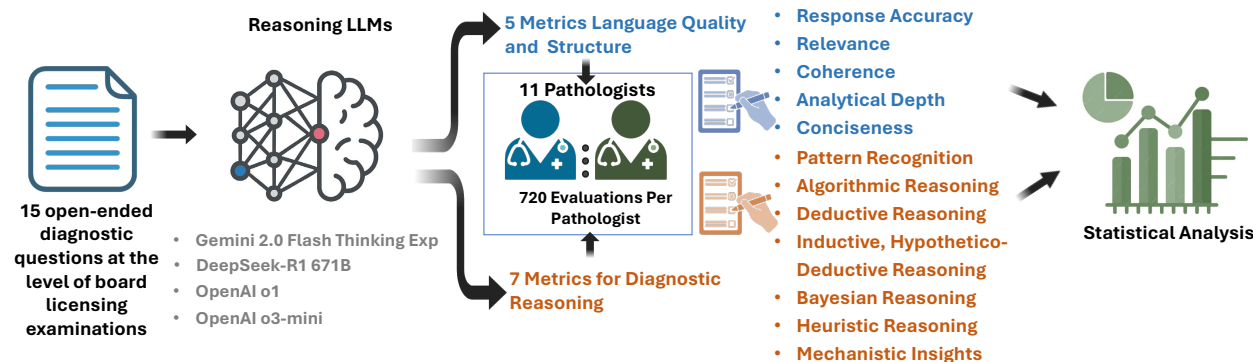 Reasoning LLMs
15 open-ended
diagnostic
questions at the
level of board
licensing
examinations
• Gemini 2.0 Flash Thinking Exp
• DeepSeek-R1 671B
• OpenAI o1
• OpenAI o3-mini
5 Metrics Language Quality
and Structure
11 Pathologists
720 Evaluations Per
Pathologist
7 Metrics for Diagnostic
Reasoning
• Response Accuracy
• Relevance
• Coherence
• Analytical Depth
• Conciseness
• Pattern Recognition
• Algorithmic Reasoning
• Deductive Reasoning
• Inductive, Hypothetico-
Deductive Reasoning
• Bayesian Reasoning
• Heuristic Reasoning
• Mechanistic Insights
Statistical Analysis